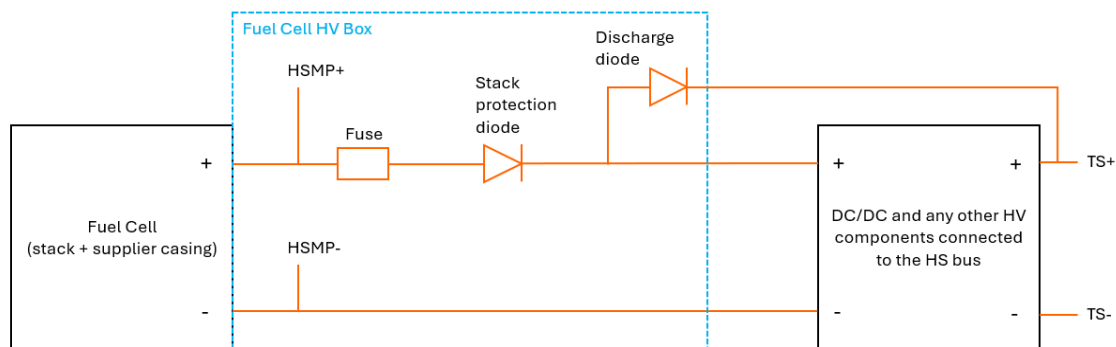 Fuel Cell HV Box
Discharge
diode
HSMP+
Stack
protection
diode
Fuse
+
+
+
TS+
Fuel Cell
(stack + supplier casing)
DC/DC and any other HV
components connected
to the HS bus
HSMP-
-
-
-
TS-